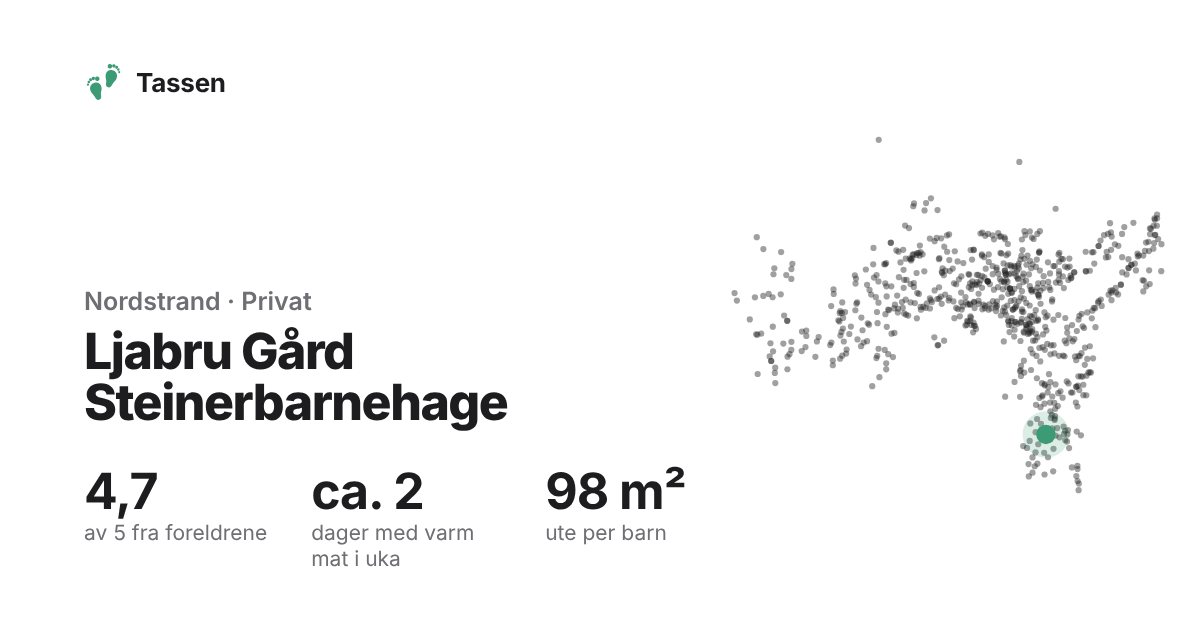 Tassen
Nordstrand · Privat
Ljabru Gård
Steinerbarnehage
4,7
av 5 fra foreldrene
ca. 2
dager med varm
mat i uka
98 m²
ute per barn